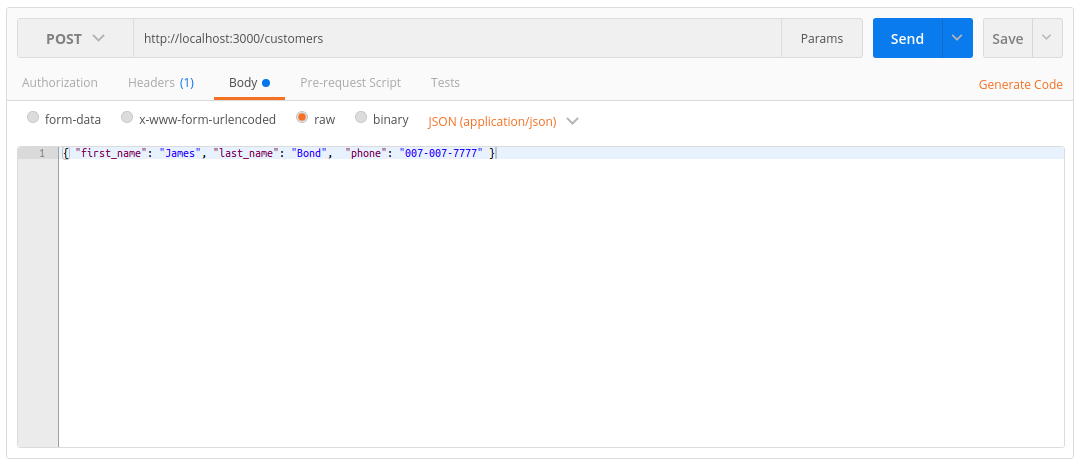 POST http://localhost:3000/customers Params Send Save
Authorization Headers (1) Body Pre-request Script Tests Generate Code
form-data x-www-form-urlencoded raw binary JSON (application/json)
1 { "first_name": "James", "last_name": "Bond",  "phone": "007-007-7777" }